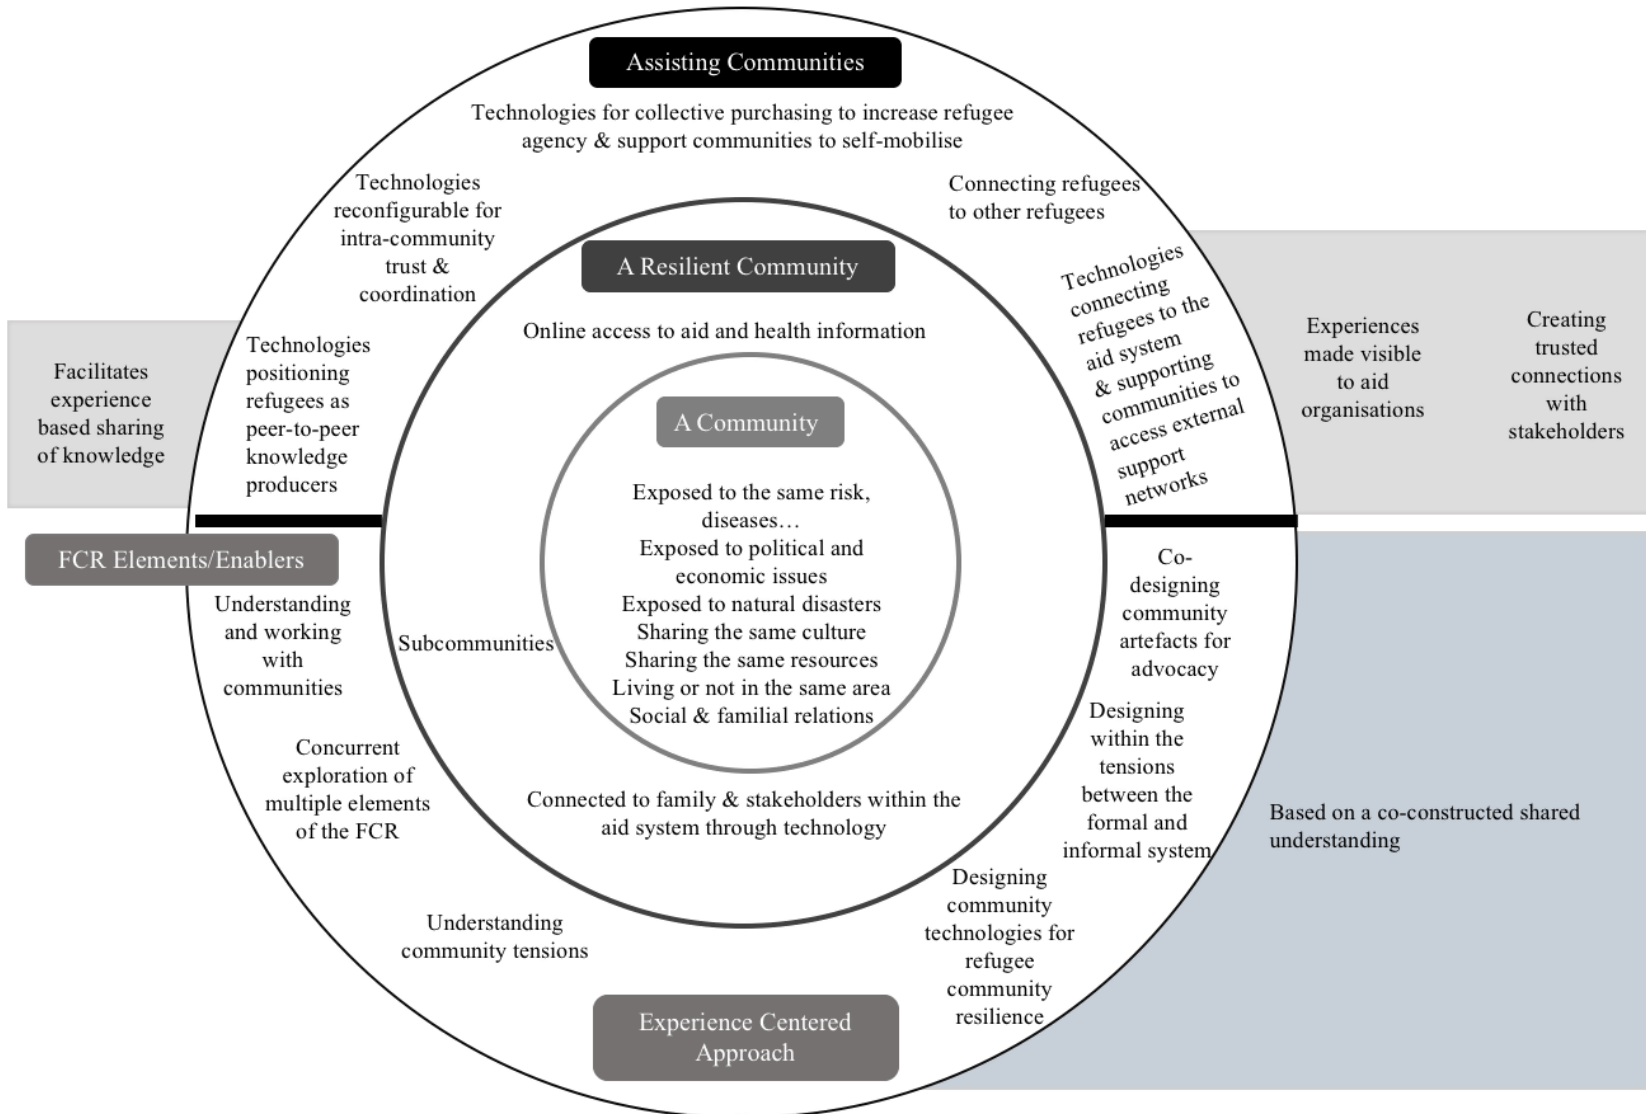 Assisting Communities
Technologies for collective purchasing to increase refugee
agency & support communities to self-mobilise
Technologies
reconfigurable for
intra-community
trust &
coordination
Connecting refugees
to other refugees
A Resilient Community
Online access to aid and health information
Technologies
connecting
refugees to the
aid system
& supporting
communities to
access external
support
networks
Experiences
made visible
to aid
organisations
Creating
trusted
connections
with
stakeholders
Facilitates
experience
based sharing
of knowledge
Technologies
positioning
refugees as
peer-to-peer
knowledge
producers
A Community
Exposed to the same risk,
diseases…
Exposed to political and
economic issues
Exposed to natural disasters
Sharing the same culture
Sharing the same resources
Living or not in the same area
Social & familial relations
FCR Elements/Enablers
Understanding
and working
with
communities
Subcommunities
Co-
designing
community
artefacts for
advocacy
Concurrent
exploration of
multiple elements
of the FCR
Connected to family & stakeholders within the
aid system through technology
Designing
within the
tensions
between the
formal and
informal system
Based on a co-constructed shared
understanding
Understanding
community tensions
Designing
community
technologies for
refugee
community
resilience
Experience Centered
Approach